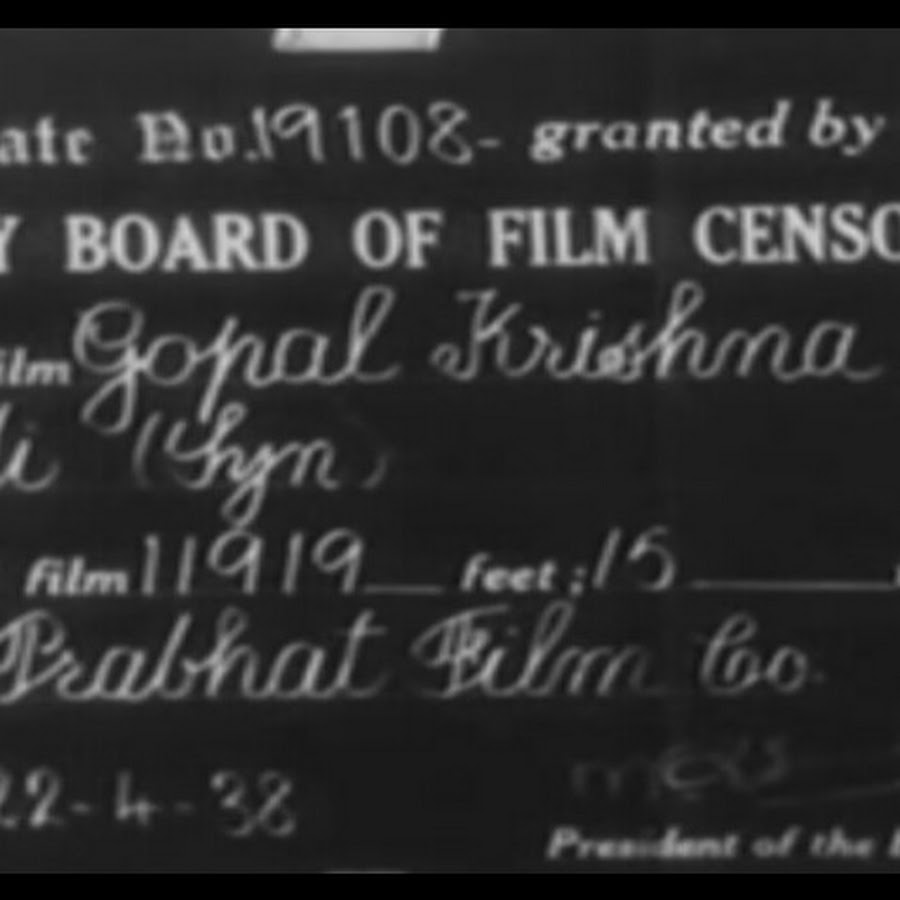 ate No. 19108- granted by
Y BOARD OF FILM CENSO
ilm Gopal Krishna
di (Syn)
film 11919 feet; 15
Prabhat Film Co.
22-4-38
President of the